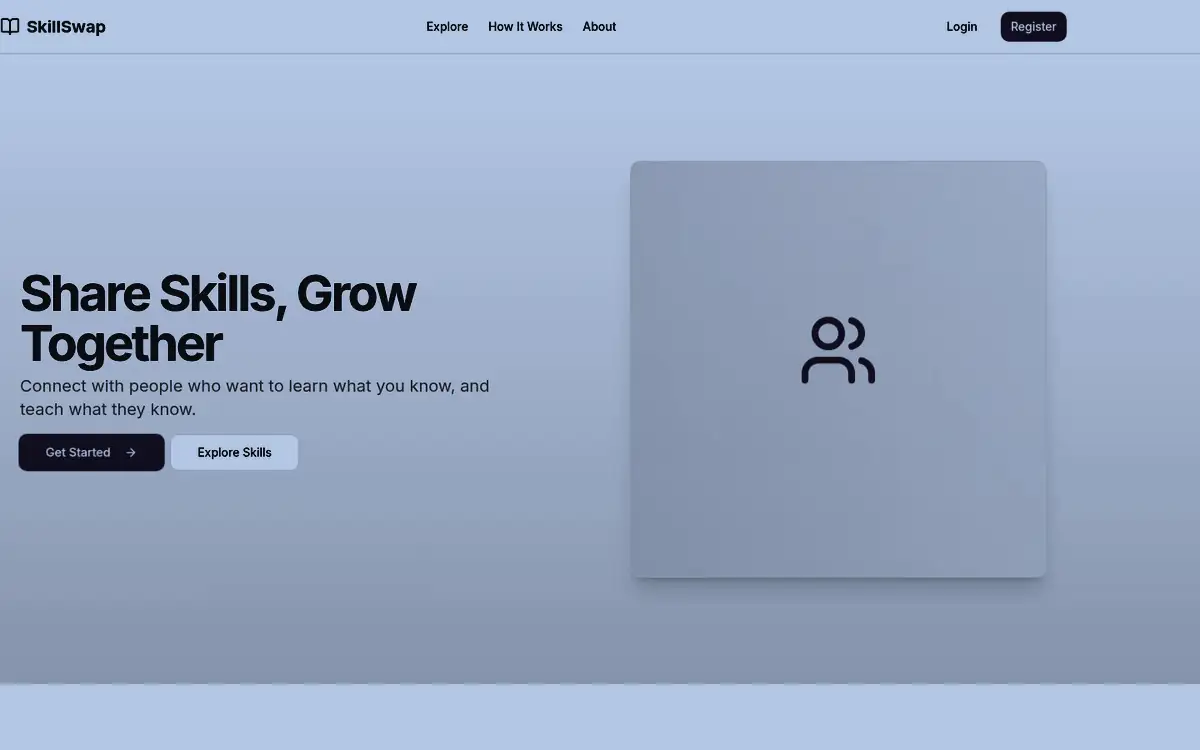 SkillSwap
Explore How It Works About
Login Register
Share Skills, Grow
Together
Connect with people who want to learn what you know, and
teach what they know.
Get Started → Explore Skills